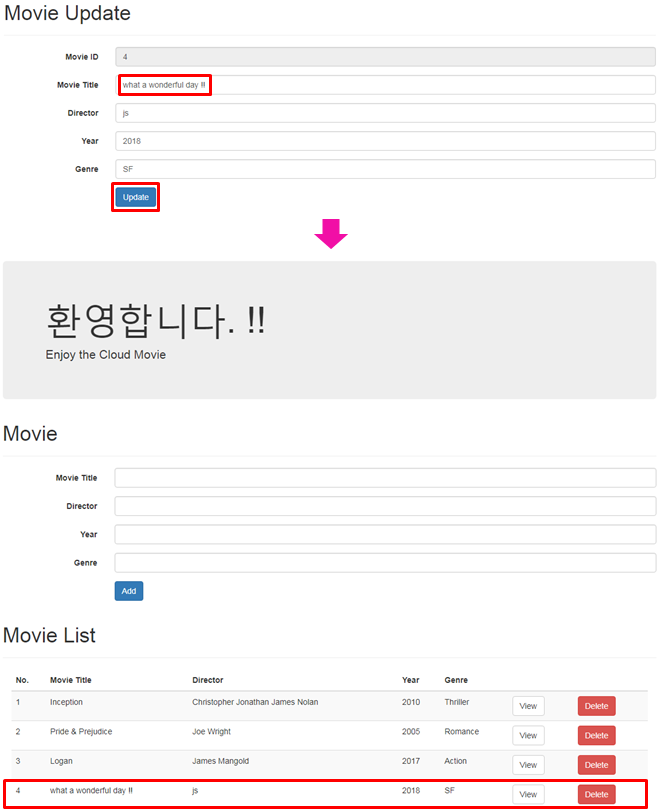 Movie Update
Movie ID 4
Movie Title what a wonderful day !!
Director js
Year 2018
Genre SF
Update
환영합니다. !!
Enjoy the Cloud Movie
Movie
Movie Title
Director
Year
Genre
Add
Movie List
No. Movie Title Director Year Genre
1 Inception Christopher Jonathan James Nolan 2010 Thriller View Delete
2 Pride & Prejudice Joe Wright 2005 Romance View Delete
3 Logan James Mangold 2017 Action View Delete
4 what a wonderful day !! js 2018 SF View Delete